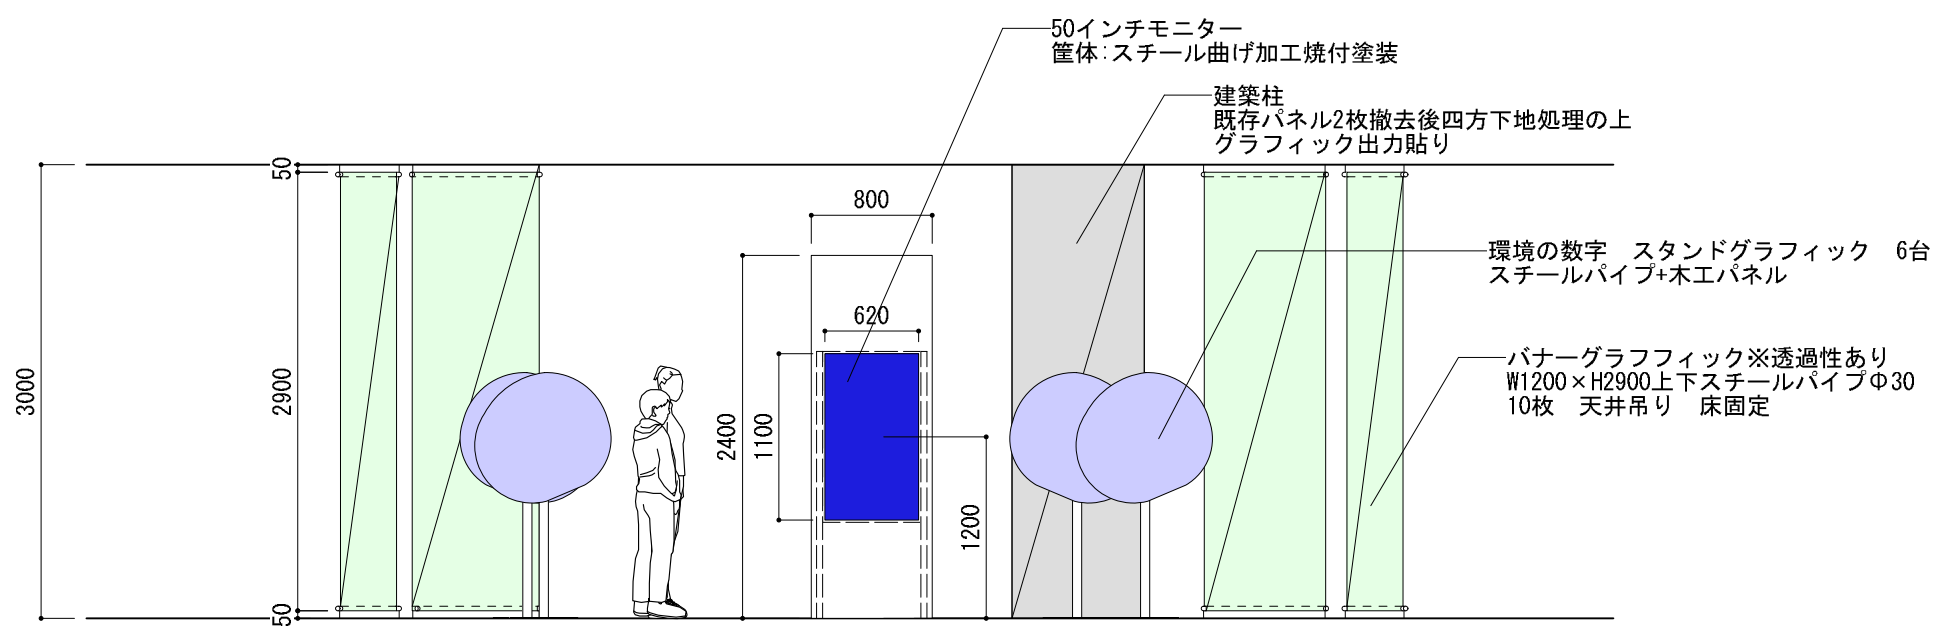 50インチモニター
筐体:スチール曲げ加工焼付塗装
建築柱
既存パネル2枚撤去後四方下地処理の上
グラフィック出力貼り
50
800
環境の数字　スタンドグラフィック　6台
スチールパイプ+木工パネル
620
バナーグラフフィック※透過性あり
W1200×H2900上下スチールパイプΦ30
10枚　天井吊り　床固定
3000
2900
2400
1100
1200
50